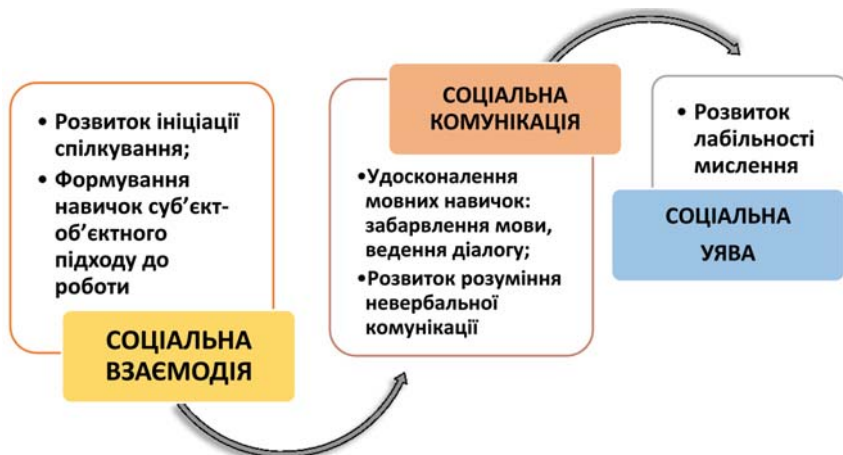 • Розвиток ініціації
спілкування;
• Формування
навичок суб’єкт-
об’єктного
підходу до
роботи
СОЦІАЛЬНА
ВЗАЄМОДІЯ
СОЦІАЛЬНА
КОМУНІКАЦІЯ
•Удосконалення
мовних навичок:
забарвлення мови,
ведення діалогу;
•Розвиток розуміння
невербальної
комунікації
• Розвиток
лабільності
мислення
СОЦІАЛЬНА
УЯВА